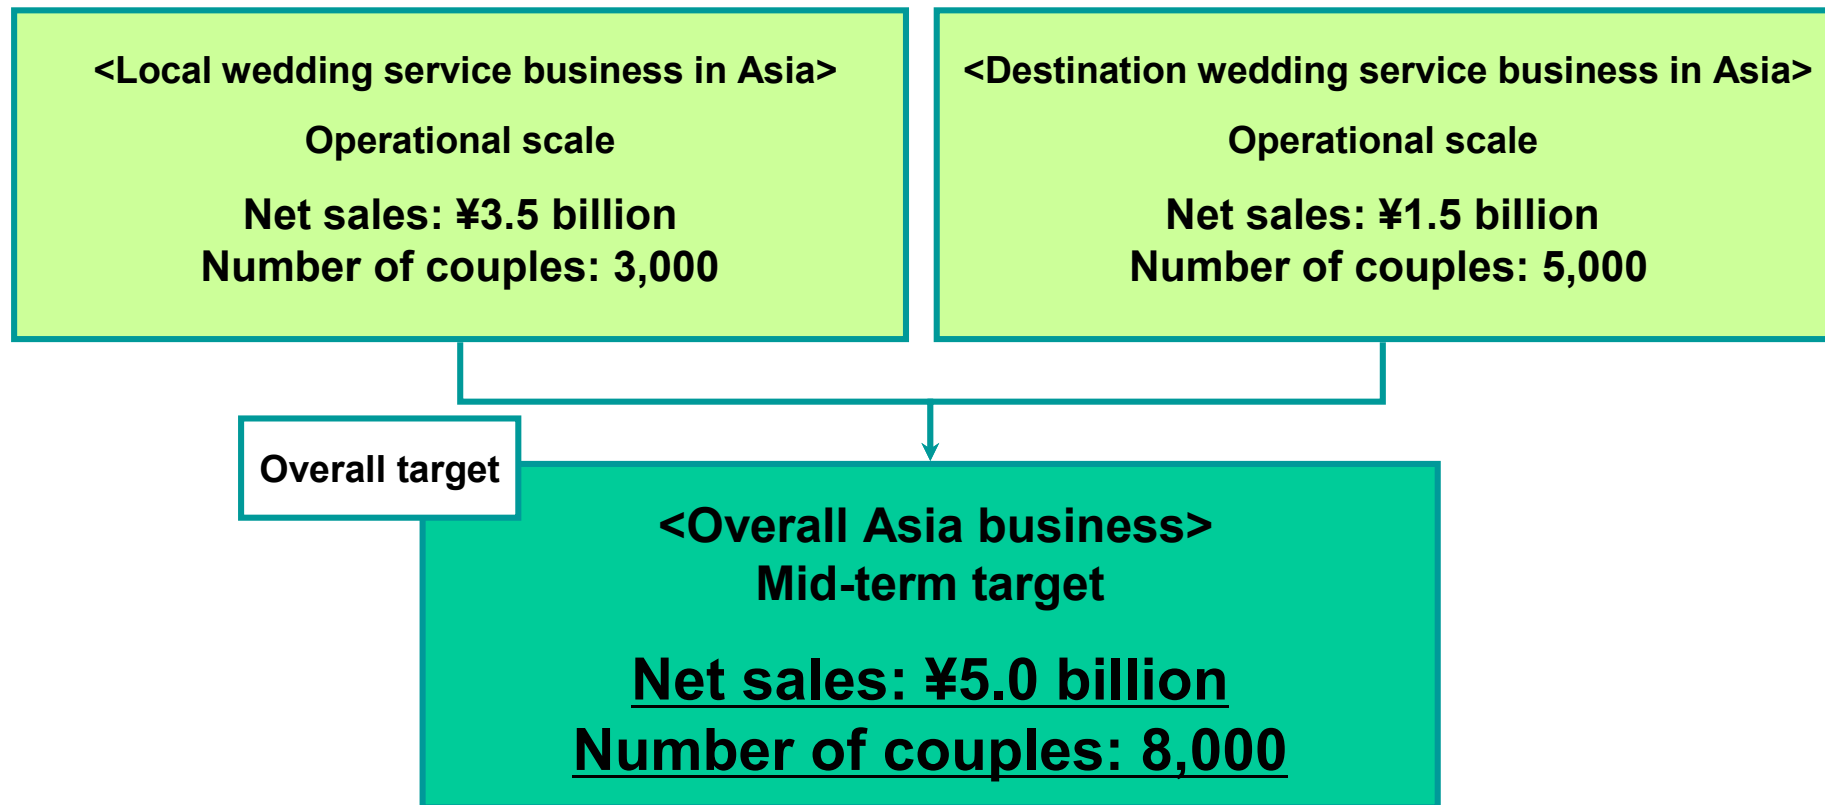 <Local wedding service business in Asia>
Operational scale
Net sales: ¥3.5 billion
Number of couples: 3,000
<Destination wedding service business in Asia>
Operational scale
Net sales: ¥1.5 billion
Number of couples: 5,000
Overall target
<Overall Asia business>
Mid-term target
Net sales: ¥5.0 billion
Number of couples: 8,000